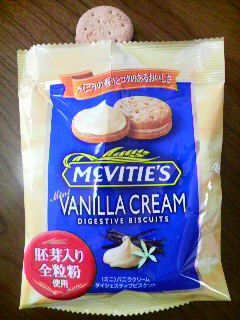 バニラの香りとコクのあるおいしさ
McVITIE'S
Mini
VANILLA CREAM
DIGESTIVE BISCUITS
胚芽入り
全粒粉
使用
(ミニ)バニラクリーム
ダイジェスティブビスケット